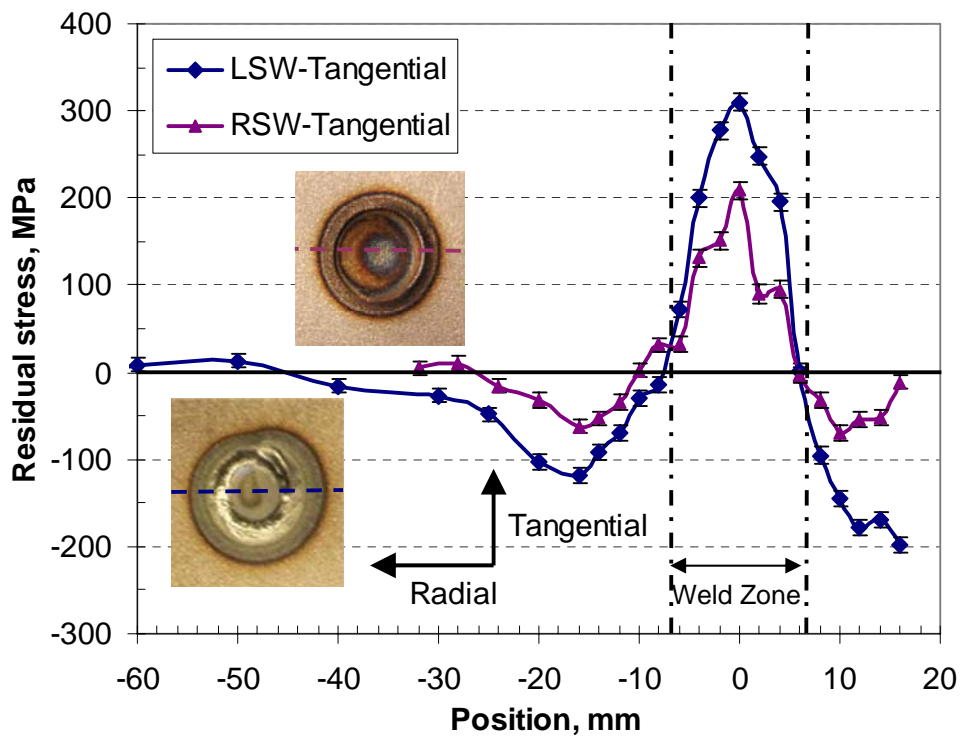 400
300
200
100
0
-100
-200
-300
Residual stress, MPa
LSW-Tangential
RSW-Tangential
Tangential
Radial
Weld Zone
-60 -50 -40 -30 -20 -10 0 10 20
Position, mm